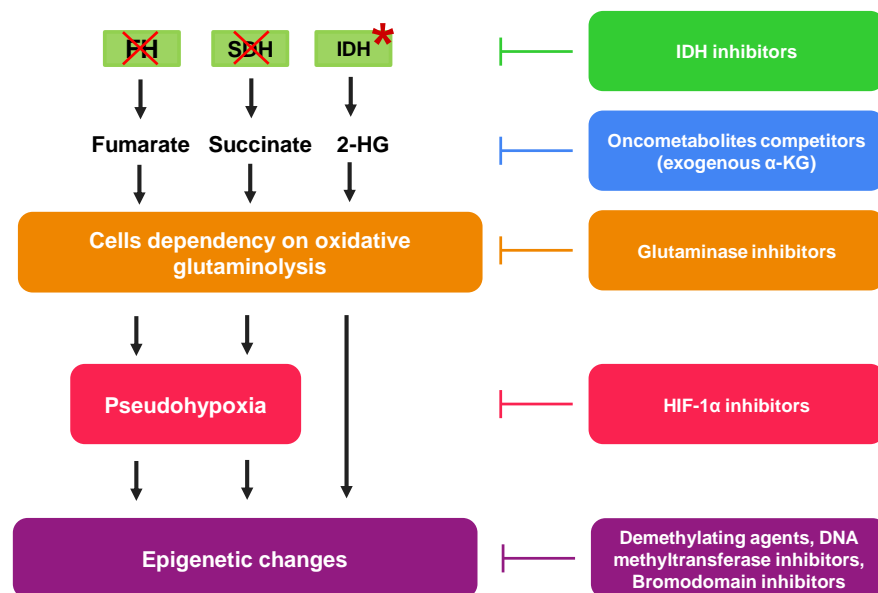 FH SDH IDH *
IDH inhibitors
Fumarate Succinate 2-HG
Oncometabolites competitors
(exogenous α-KG)
Cells dependency on oxidative
glutaminolysis
Glutaminase inhibitors
Pseudohypoxia
HIF-1α inhibitors
Epigenetic changes
Demethylating agents, DNA
methyltransferase inhibitors,
Bromodomain inhibitors